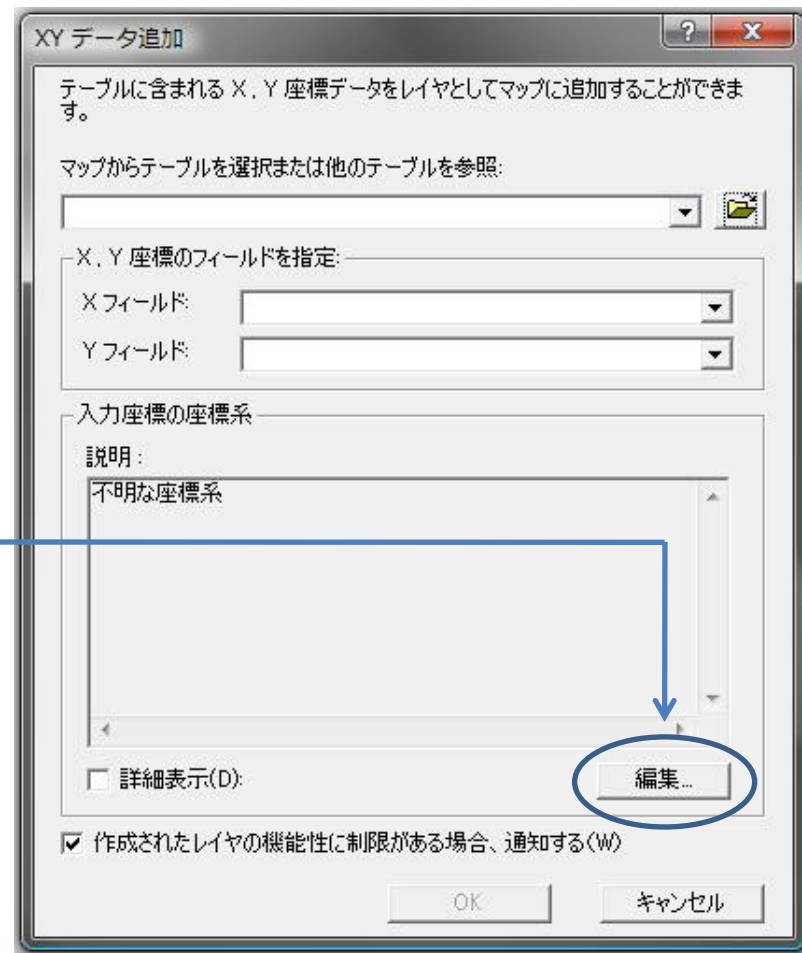 XY データ追加
テーブルに含まれる X, Y 座標データをレイヤとしてマップに追加することができま
す。
マップからテーブルを選択または他のテーブルを参照:
X, Y 座標のフィールドを指定:
X フィールド:
Y フィールド:
入力座標の座標系
説明:
不明な座標系
詳細表示(D):
編集...
作成されたレイヤの機能性に制限がある場合、通知する(W)
OK
キャンセル